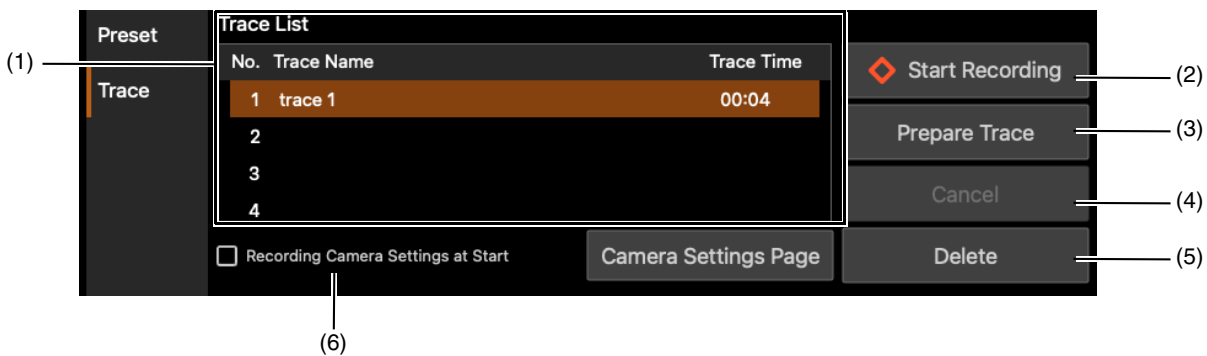 Preset
Trace
Trace List
No. Trace Name Trace Time
1 trace 1 00:04
2
3
4
Recording Camera Settings at Start
Camera Settings Page
Start Recording
Prepare Trace
Cancel
Delete
(1)
(2)
(3)
(4)
(5)
(6)